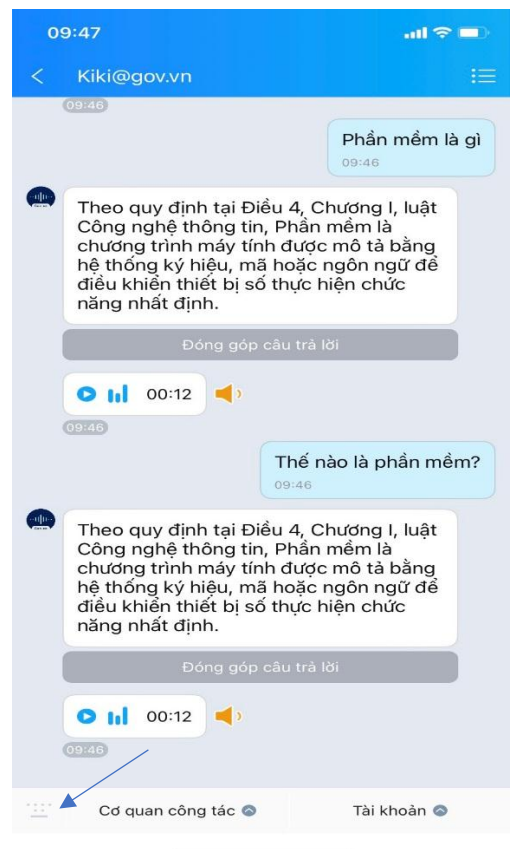 09:47
Kiki@gov.vn
09:46
Phần mềm là gì
09:46
Theo quy định tại Điều 4, Chương I, luật
Công nghệ thông tin, Phần mềm là
chương trình máy tính được mô tả bằng
hệ thống ký hiệu, mã hoặc ngôn ngữ để
điều khiển thiết bị số thực hiện chức
năng nhất định.
Đóng góp câu trả lời
00:12
09:46
Thế nào là phần mềm?
09:46
Theo quy định tại Điều 4, Chương I, luật
Công nghệ thông tin, Phần mềm là
chương trình máy tính được mô tả bằng
hệ thống ký hiệu, mã hoặc ngôn ngữ để
điều khiển thiết bị số thực hiện chức
năng nhất định.
Đóng góp câu trả lời
00:12
09:46
Cơ quan công tác
Tài khoản